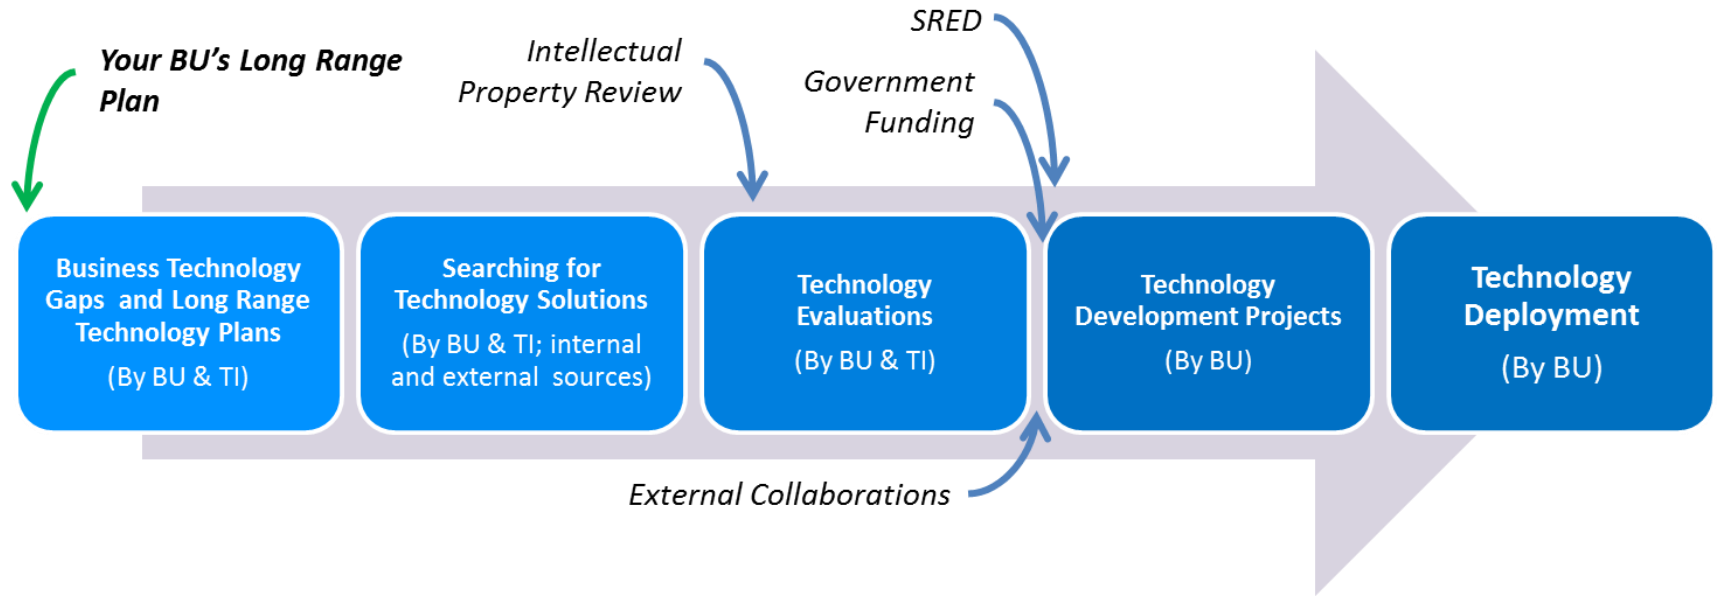 Your BU’s Long Range
Plan
Intellectual
Property Review
SRED
Government
Funding
Business Technology
Gaps and Long Range
Technology Plans
(By BU & TI)
Searching for
Technology Solutions
(By BU & TI; internal
and external sources)
Technology
Evaluations
(By BU & TI)
Technology
Development Projects
(By BU)
Technology
Deployment
(By BU)
External Collaborations